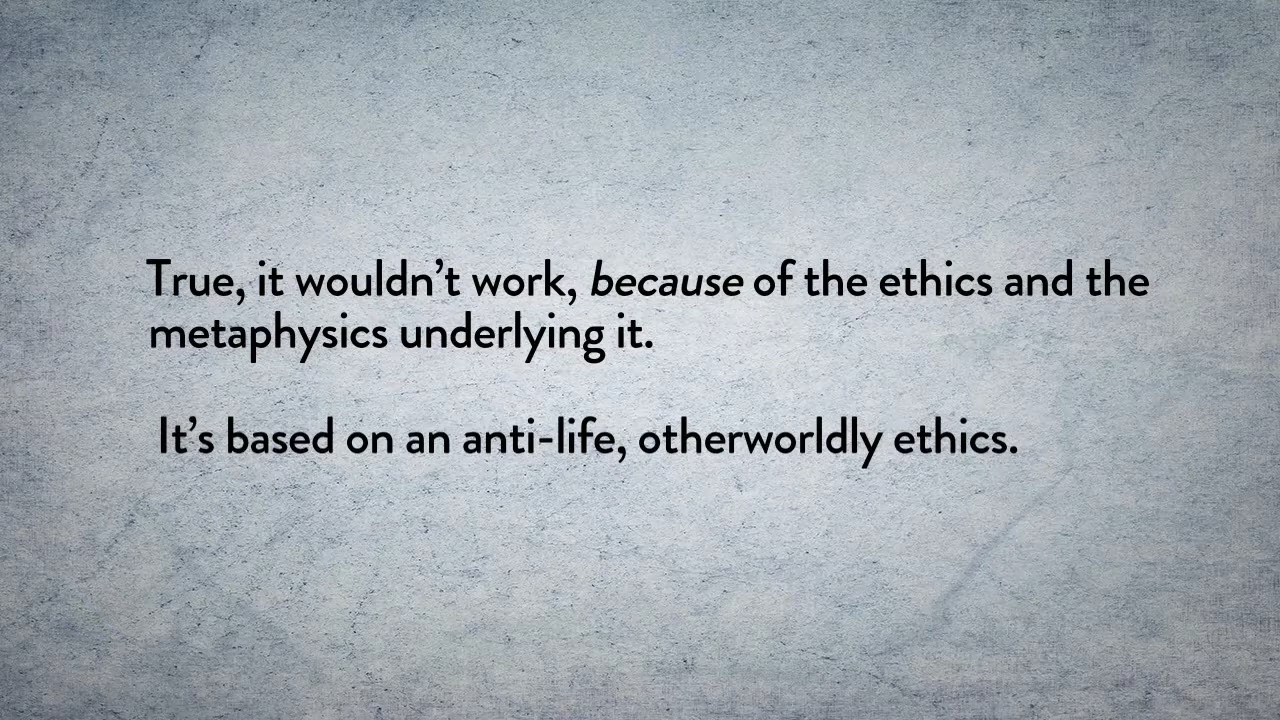 True, it wouldn’t work, because of the ethics and the
metaphysics underlying it.
It’s based on an anti-life, otherworldly ethics.